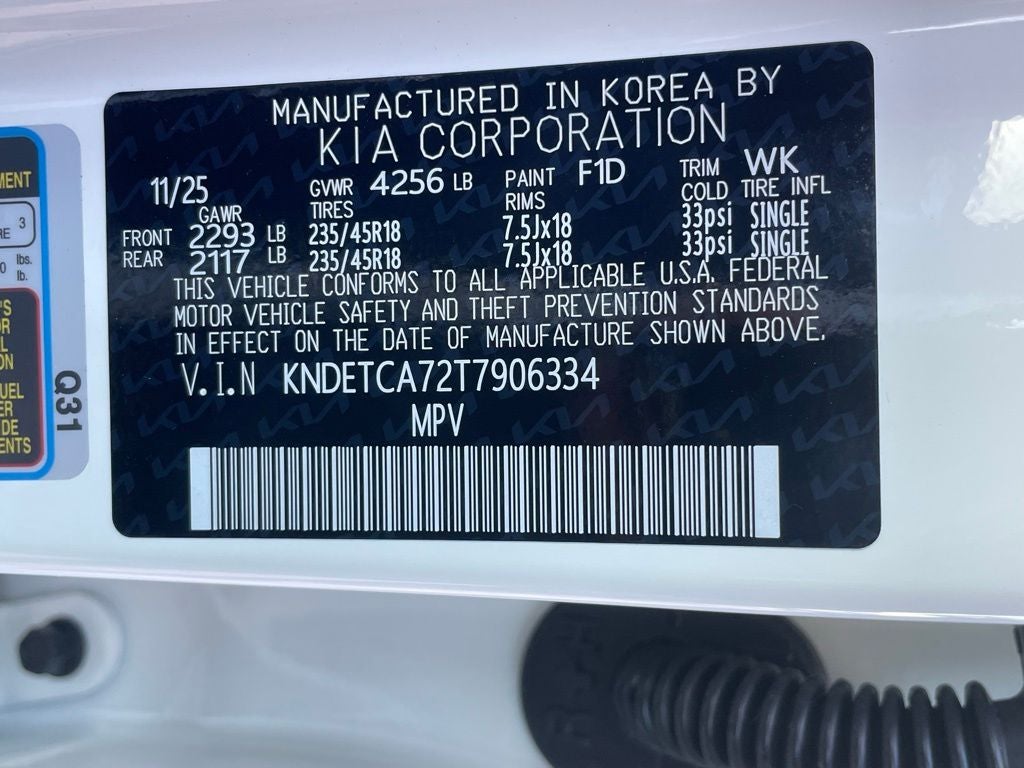 MANUFACTURED IN KOREA BY
KIA CORPORATION
11/25 GVWR 4256 LB PAINT F1D TRIM WK
GAWR TIRES RIMS COLD TIRE INFL
FRONT 2293 LB 235/45R18 7.5Jx18 33psi SINGLE
REAR 2117 LB 235/45R18 7.5Jx18 33psi SINGLE
THIS VEHICLE CONFORMS TO ALL APPLICABLE U.S.A. FEDERAL
MOTOR VEHICLE SAFETY AND THEFT PREVENTION STANDARDS
IN EFFECT ON THE DATE OF MANUFACTURE SHOWN ABOVE.
V.I.N KNDETCA72T7906334
MPV
3
lbs.
lb.
Q31